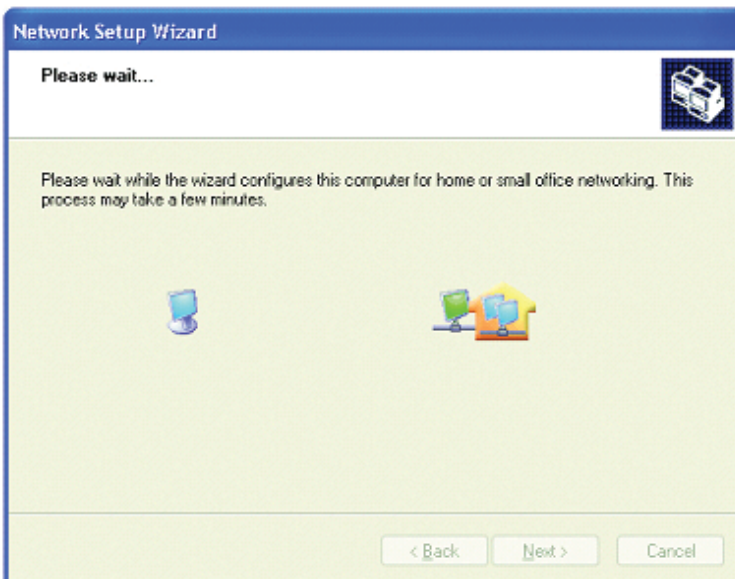 Network Setup Wizard
Please wait...
Please wait while the wizard configures this computer for home or small office networking. This
process may take a few minutes.
< Back Next > Cancel